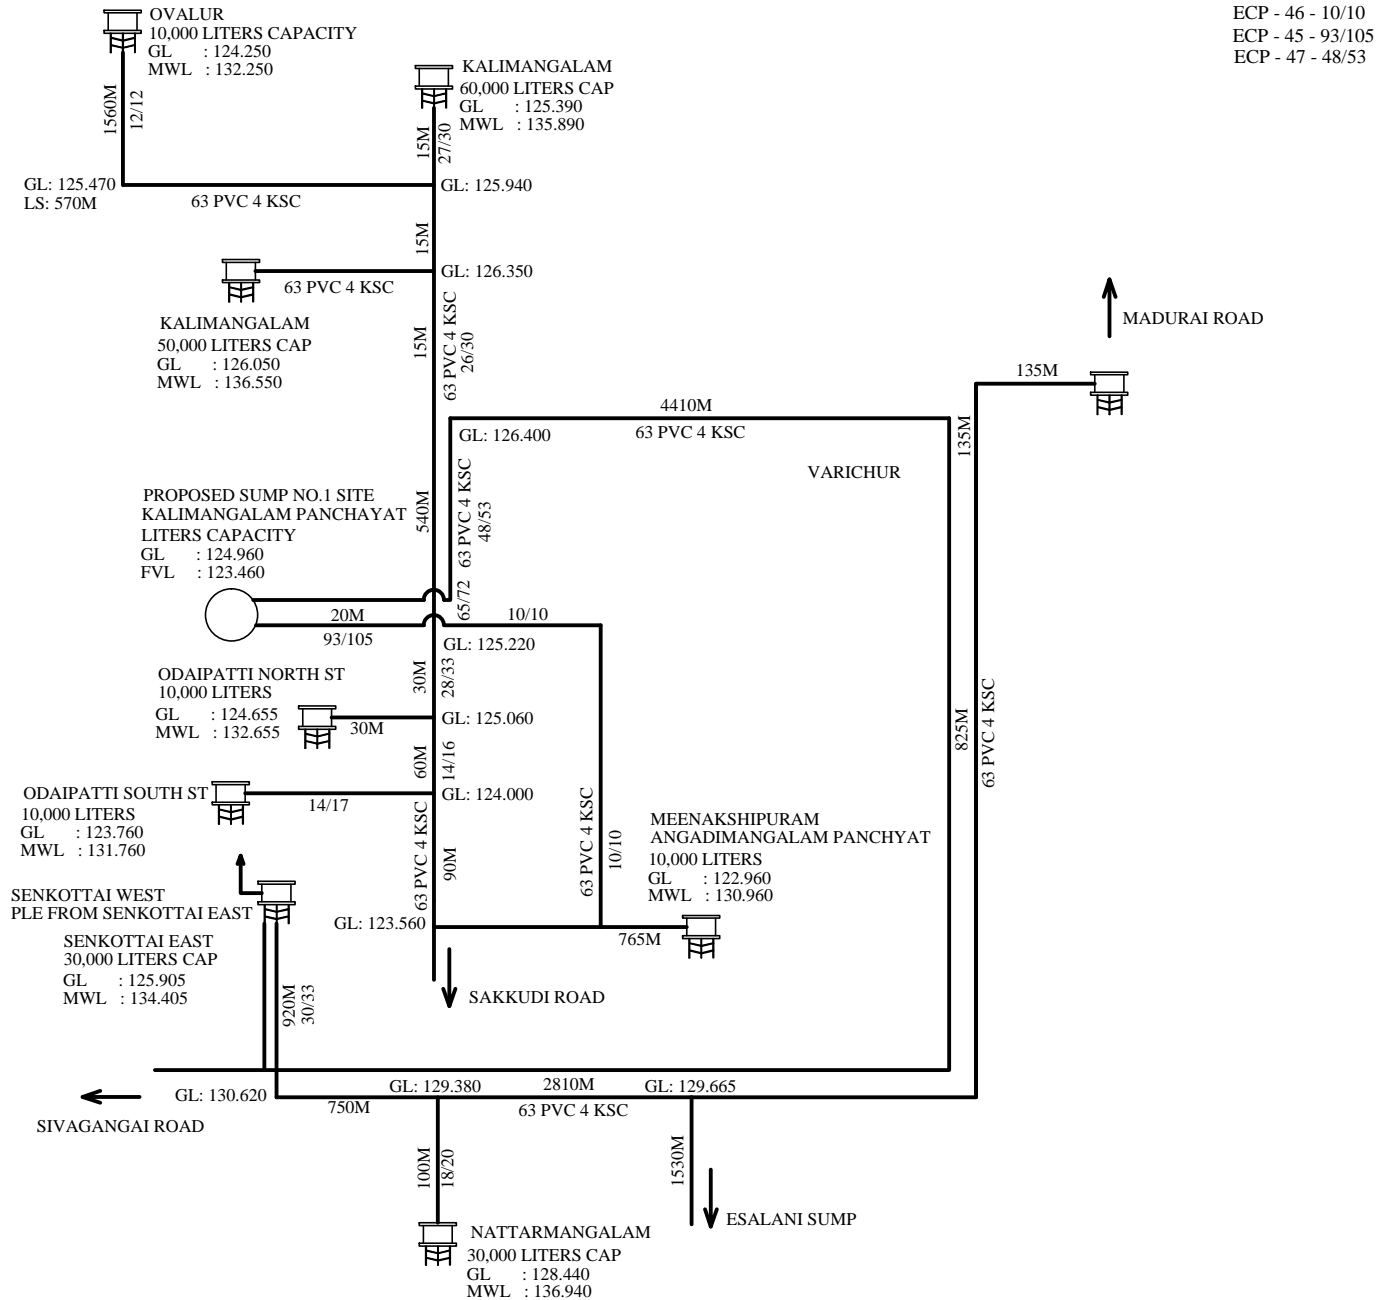 OVALUR
10,000 LITERS CAPACITY
GL : 124.250
MWL : 132.250
ECP - 46 - 10/10
ECP - 45 - 93/105
ECP - 47 - 48/53
KALIMANGALAM
60,000 LITERS CAP
GL : 125.390
MWL : 135.890
1560M
12/12
15M
27/30
GL: 125.470
LS: 570M
63 PVC 4 KSC
GL: 125.940
15M
63 PVC 4 KSC
GL: 126.350
KALIMANGALAM
50,000 LITERS CAP
GL : 126.050
MWL : 136.550
15M
63 PVC 4 KSC
26/30
MADURAI ROAD
135M
135M
4410M
63 PVC 4 KSC
GL: 126.400
VARICHUR
PROPOSED SUMP NO.1 SITE
KALIMANGALAM PANCHAYAT
LITERS CAPACITY
GL : 124.960
FVL : 123.460
540M
63 PVC 4 KSC
48/53
65/72
20M
93/105
10/10
GL: 125.220
30M
28/33
ODAIPATTI NORTH ST
10,000 LITERS
GL : 124.655
MWL : 132.655
30M
GL: 125.060
60M
14/16
825M
63 PVC 4 KSC
ODAIPATTI SOUTH ST
10,000 LITERS
GL : 123.760
MWL : 131.760
14/17
GL: 124.000
63 PVC 4 KSC
90M
63 PVC 4 KSC
10/10
MEENAKSHIPURAM
ANGADIMANGALAM PANCHYAT
10,000 LITERS
GL : 122.960
MWL : 130.960
SENKOTTAI WEST
PLE FROM SENKOTTAI EAST
GL: 123.560
765M
SENKOTTAI EAST
30,000 LITERS CAP
GL : 125.905
MWL : 134.405
920M
30/33
SAKKUDI ROAD
GL: 130.620
GL: 129.380
2810M
GL: 129.665
750M
63 PVC 4 KSC
SIVAGANGAI ROAD
100M
18/20
1530M
ESALANI SUMP
NATTARMANGALAM
30,000 LITERS CAP
GL : 128.440
MWL : 136.940